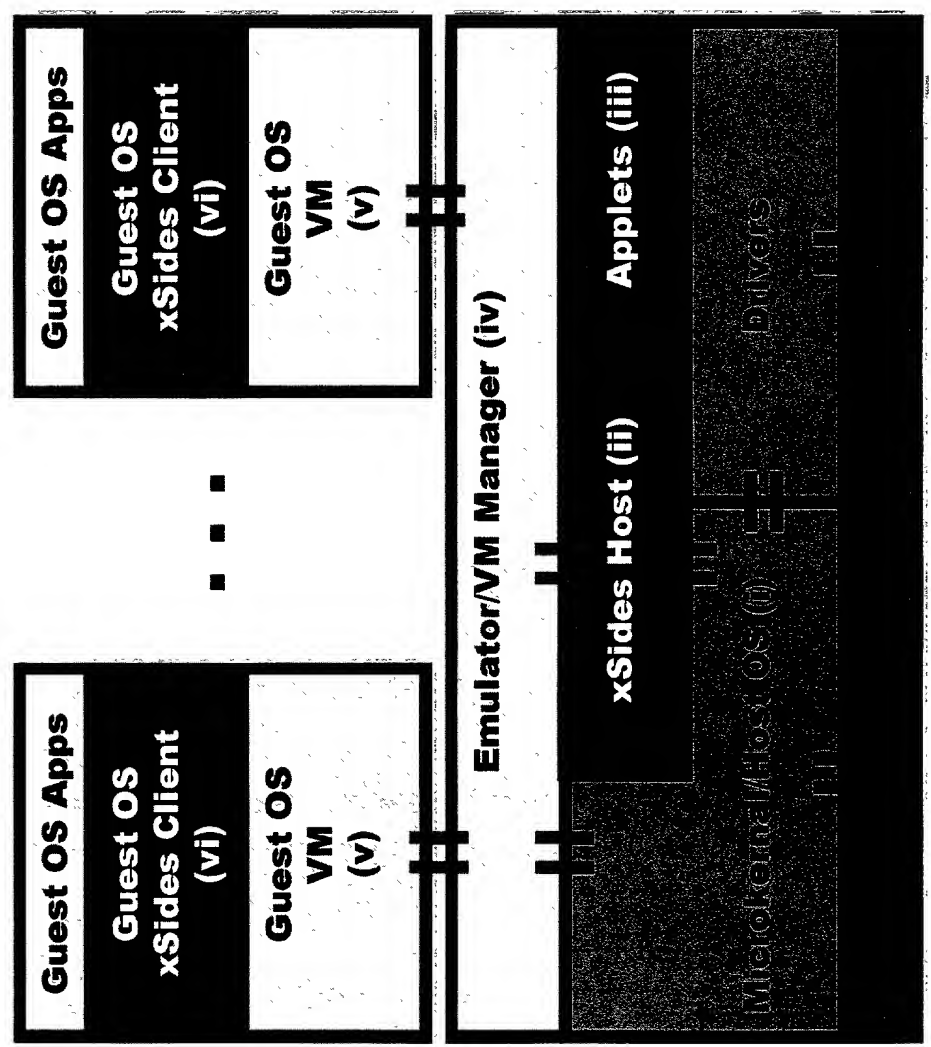 Guest OS Apps
Guest OS
xSides Client
(vi)
Guest OS
VM
(v)
Guest OS Apps
Guest OS
xSides Client
(vi)
Guest OS
VM
(v)
Emulator/VM Manager (iv)
xSides Host (ii)
Applets (iii)
Microkernal/Host OS (i)
Drivers